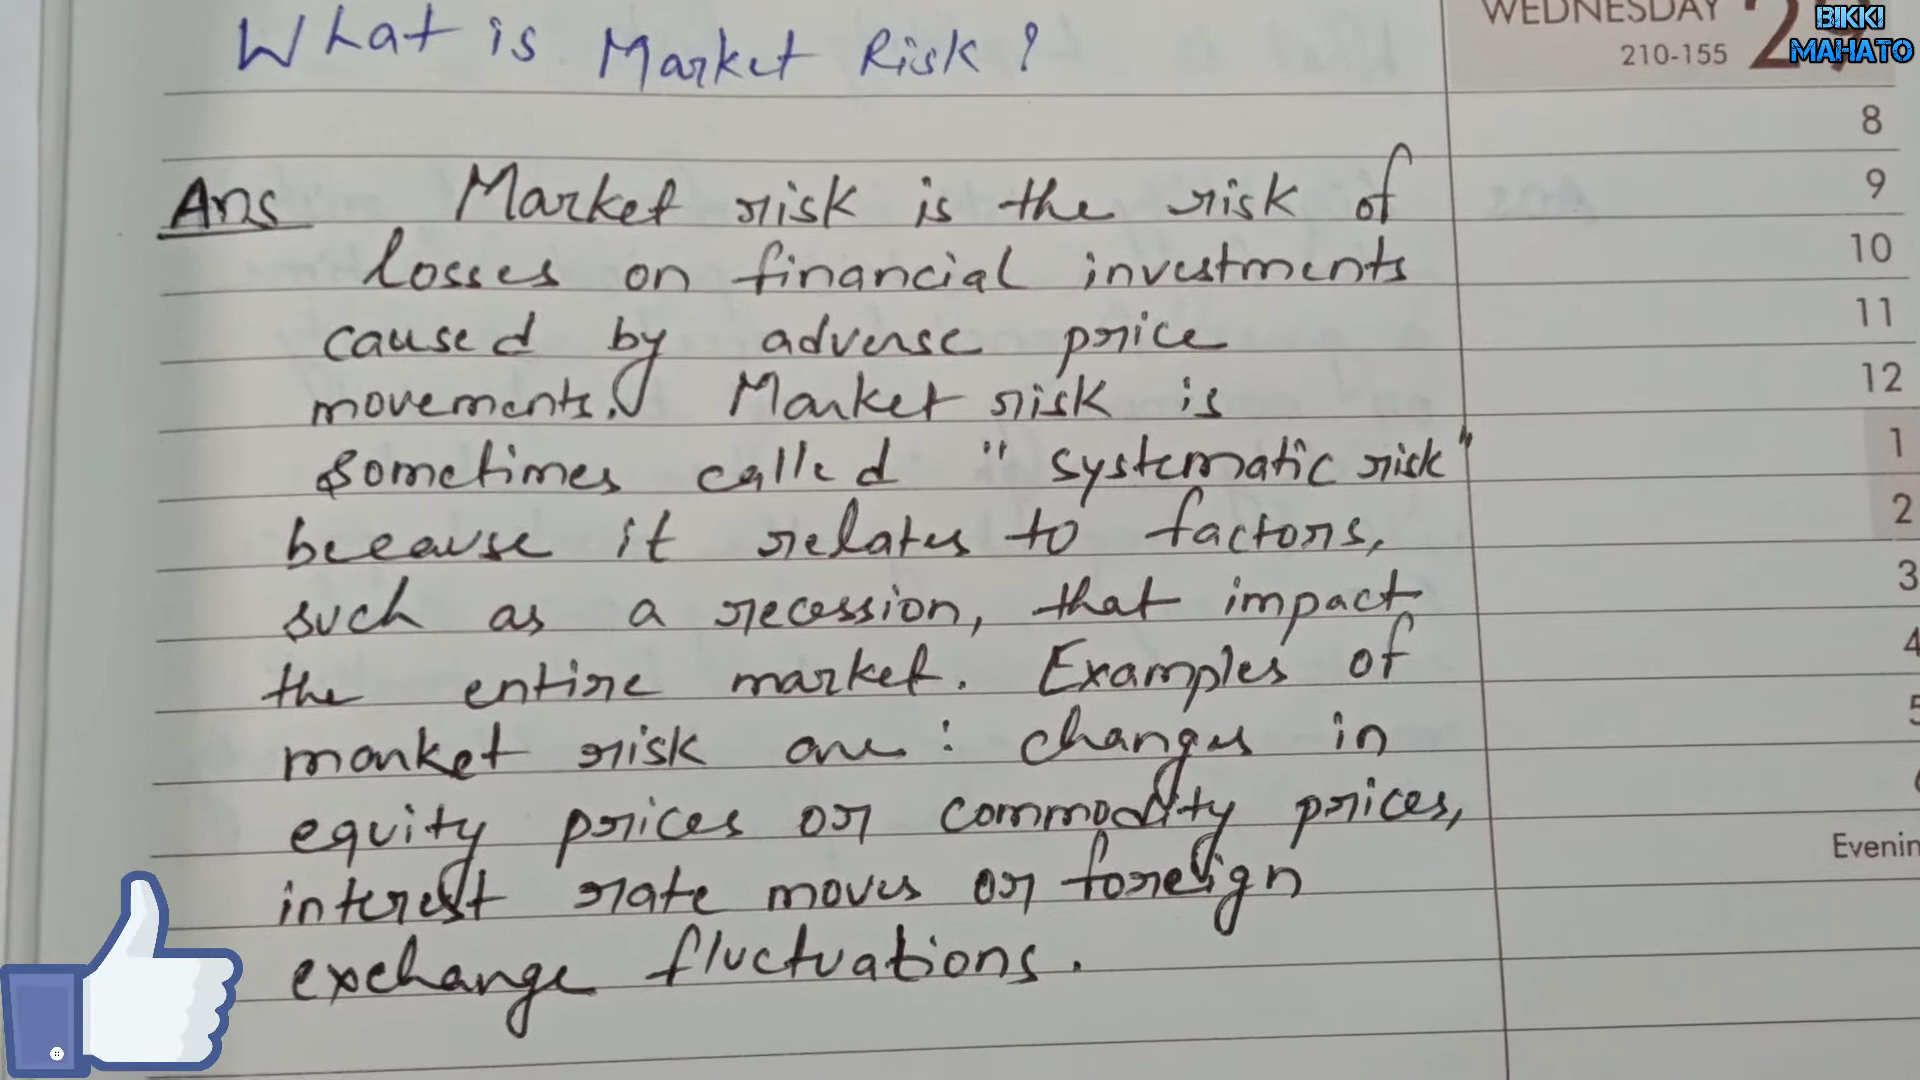 What is Market Risk?
WEDNESDAY 29
210-155
BIKKI
MAHATO
Ans Market risk is the risk of
losses on financial investments
caused by adverse price
movements. Market risk is
sometimes called "systematic risk"
because it relates to factors,
such as a recession, that impact
the entire market. Examples of
market risk are: changes in
equity prices or commodity prices,
interest rate moves or foreign
exchange fluctuations.
8
9
10
11
12
1
2
3
4
5
Evenin